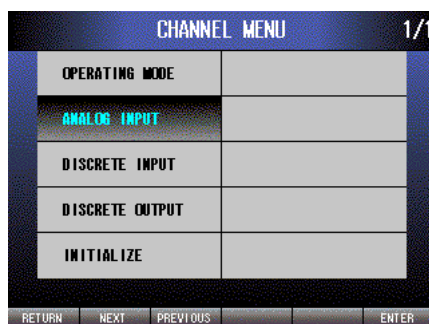 CHANNEL MENU 1/1
OPERATING MODE
ANALOG INPUT
DISCRETE INPUT
DISCRETE OUTPUT
INITIALIZE
RETURN NEXT PREVIOUS ENTER